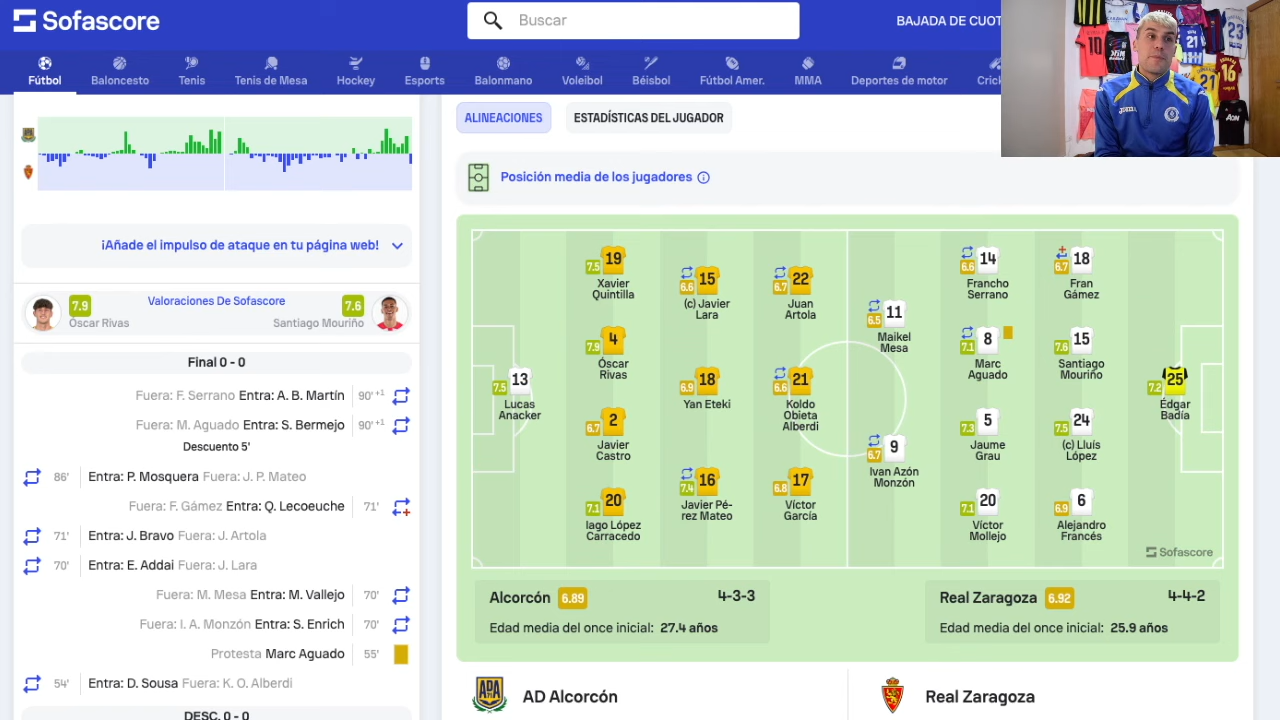 Sofascore
Buscar
BAJADA DE CUOT
Fútbol
Baloncesto
Tenis
Tenis de Mesa
Hockey
Esports
Balonmano
Voleibol
Béisbol
Fútbol Amer.
MMA
Deportes de motor
Crick
ALINEACIONES
ESTADÍSTICAS DEL JUGADOR
Posición media de los jugadores
¡Añade el impulso de ataque en tu página web!
7.9 Valoraciones De Sofascore 7.6
Óscar Rivas Santiago Mouriño
Final 0 - 0
Fuera: F. Serrano Entra: A. B. Martín 90' +1
Fuera: M. Aguado Entra: S. Bermejo 90' +1
Descuento 5'
86' Entra: P. Mosquera Fuera: J. P. Mateo
Fuera: F. Gámez Entra: Q. Lecoeuche 71'
71' Entra: J. Bravo Fuera: J. Artola
70' Entra: E. Addai Fuera: J. Lara
Fuera: M. Mesa Entra: M. Vallejo 70'
Fuera: I. A. Monzón Entra: S. Enrich 70'
Protesta Marc Aguado 55'
54' Entra: D. Sousa Fuera: K. O. Alberdi
DESC. 0 - 0
13
7.5
Lucas
Anacker
19
7.5
Xavier
Quintilla
4
7.9
Óscar
Rivas
2
6.7
Javier
Castro
20
7.1
Iago López
Carracedo
15
6.6
(c) Javier
Lara
18
6.9
Yan Eteki
16
7.4
Javier Pé-
rez Mateo
22
6.7
Juan
Artola
21
6.6
Koldo
Obieta
Alberdi
17
6.8
Víctor
García
11
6.5
Maikel
Mesa
9
6.7
Ivan Azón
Monzón
14
6.6
Francho
Serrano
8
7.1
Marc
Aguado
5
7.3
Jaume
Grau
20
7.1
Víctor
Mollejo
18
6.7
Fran
Gámez
15
7.6
Santiago
Mouriño
24
7.5
(c) Lluís
López
6
6.9
Alejandro
Francés
25
7.2
Édgar
Badía
Sofascore
Alcorcón 6.89 4-3-3
Edad media del once inicial: 27.4 años
Real Zaragoza 6.92 4-4-2
Edad media del once inicial: 25.9 años
AD Alcorcón
Real Zaragoza
10
21
23
16
21
AON